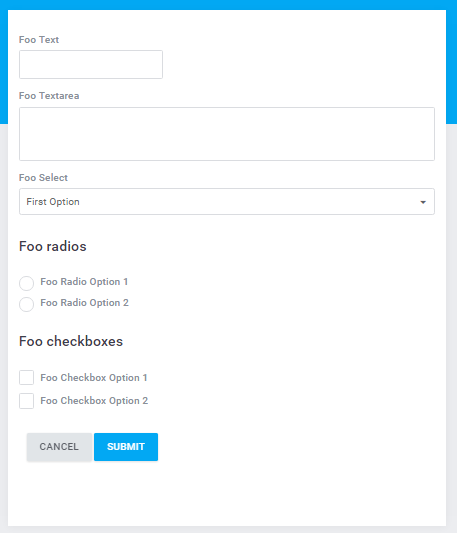 Foo Text
Foo Textarea
Foo Select
First Option
Foo radios
Foo Radio Option 1
Foo Radio Option 2
Foo checkboxes
Foo Checkbox Option 1
Foo Checkbox Option 2
CANCEL SUBMIT